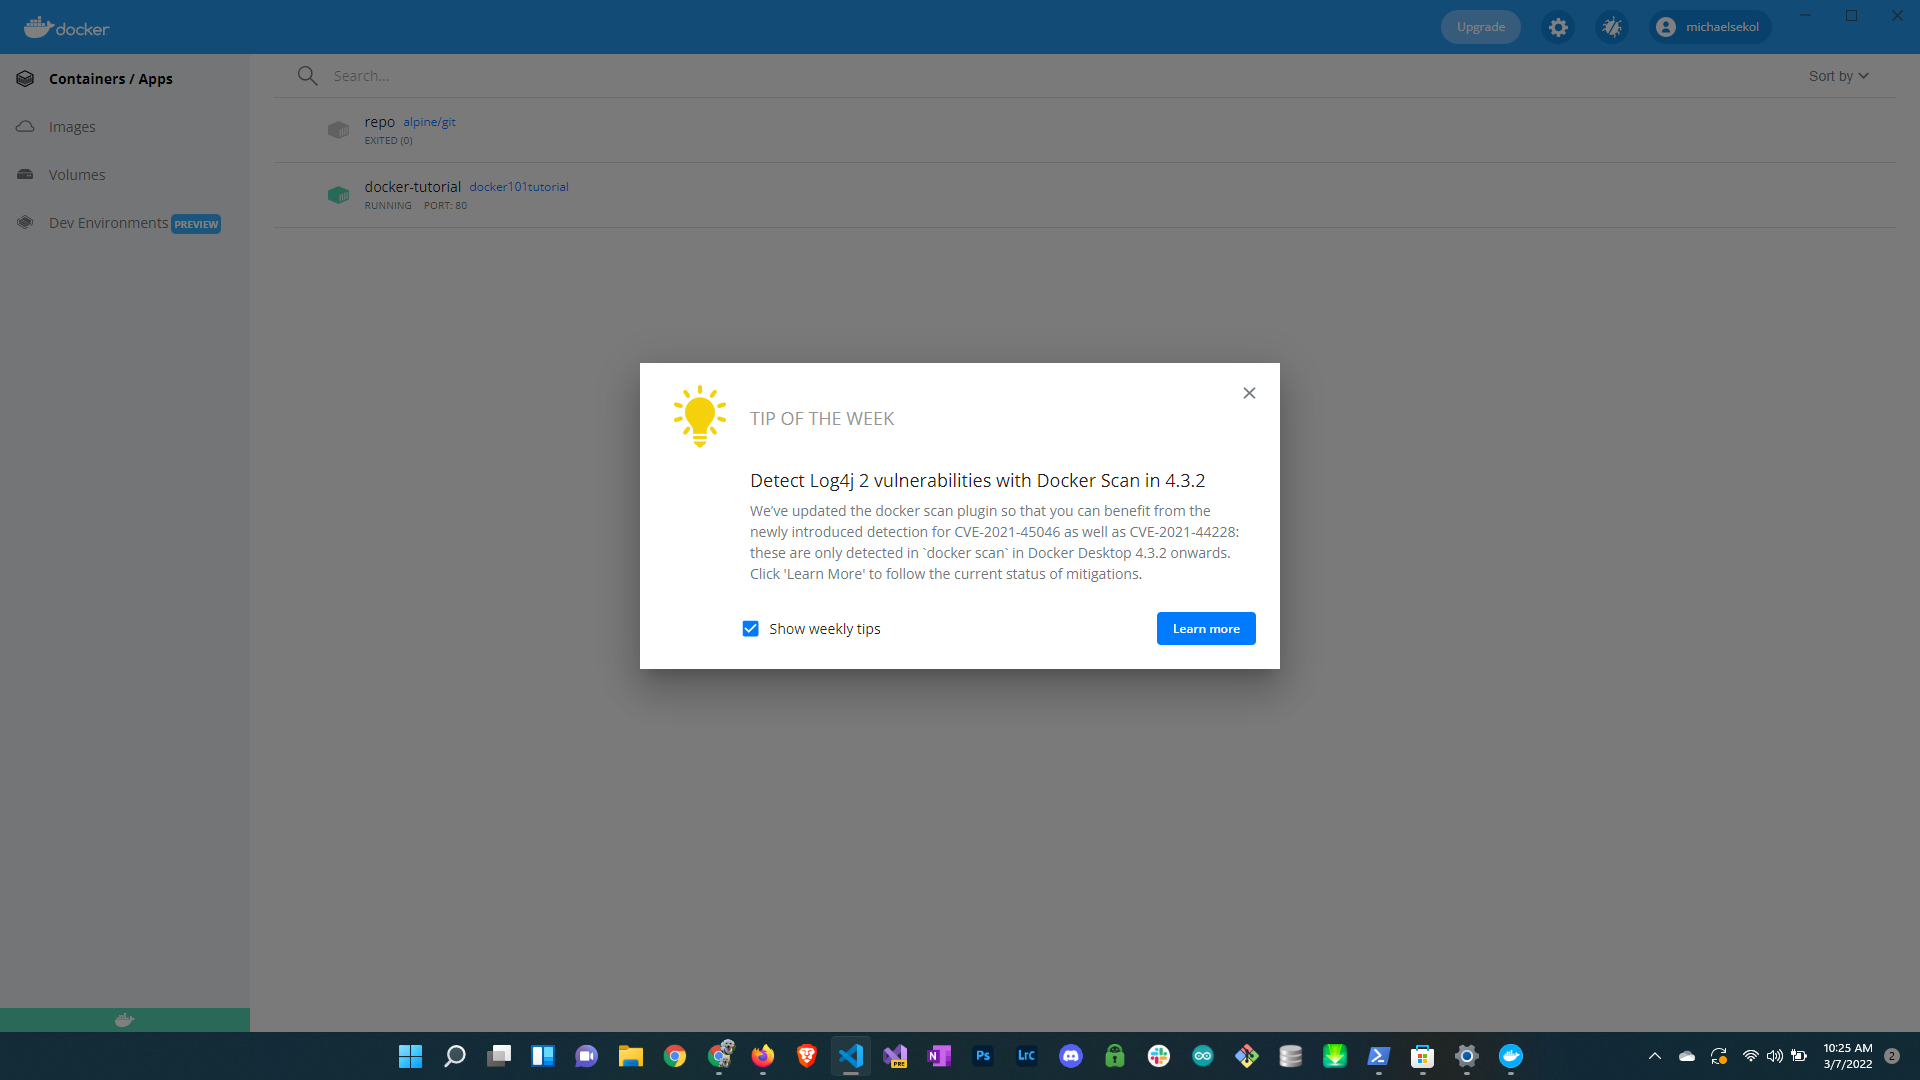 docker
Upgrade
michaelsekol
Containers / Apps
Images
Volumes
Dev Environments PREVIEW
Search...
Sort by
repo alpine/git
EXITED (0)
docker-tutorial docker101tutorial
RUNNING PORT: 80
TIP OF THE WEEK
Detect Log4j 2 vulnerabilities with Docker Scan in 4.3.2
We’ve updated the docker scan plugin so that you can benefit from the
newly introduced detection for CVE-2021-45046 as well as CVE-2021-44228:
these are only detected in `docker scan` in Docker Desktop 4.3.2 onwards.
Click 'Learn More' to follow the current status of mitigations.
Show weekly tips
Learn more
PRE
N
Ps
LrC
10:25 AM
3/7/2022
2